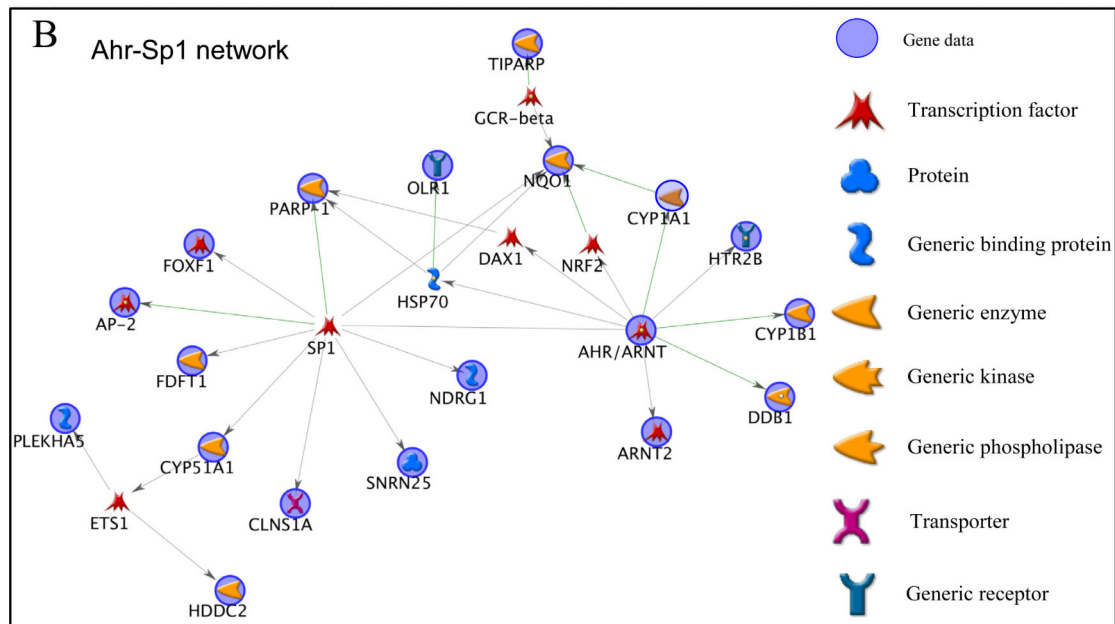 B
Ahr-Sp1 network
TIPARP
GCR-beta
OLR1
NQO1
PARP-1
CYP1A1
FOXF1
DAX1
NRF2
HTR2B
HSP70
AP-2
SP1
AHR/ARNT
CYP1B1
FDFT1
NDRG1
DDB1
PLEKHA5
CYP51A1
ARNT2
SNRN25
ETS1
CLNS1A
HDDC2
Gene data
Transcription factor
Protein
Generic binding protein
Generic enzyme
Generic kinase
Generic phospholipase
Transporter
Generic receptor